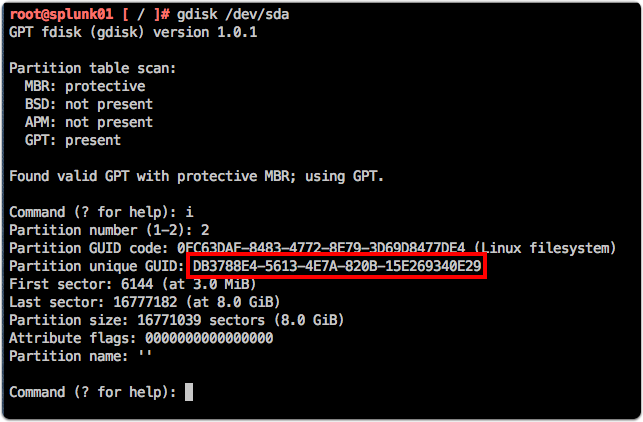 root@splunk01 [ / ]# gdisk /dev/sda
GPT fdisk (gdisk) version 1.0.1
Partition table scan:
MBR: protective
BSD: not present
APM: not present
GPT: present
Found valid GPT with protective MBR; using GPT.
Command (? for help): i
Partition number (1-2): 2
Partition GUID code: 0FC63DAF-8483-4772-8E79-3D69D8477DE4 (Linux filesystem)
Partition unique GUID: DB3788E4-5613-4E7A-820B-15E269340E29
First sector: 6144 (at 3.0 MiB)
Last sector: 16777182 (at 8.0 GiB)
Partition size: 16771039 sectors (8.0 GiB)
Attribute flags: 0000000000000000
Partition name: ''
Command (? for help):